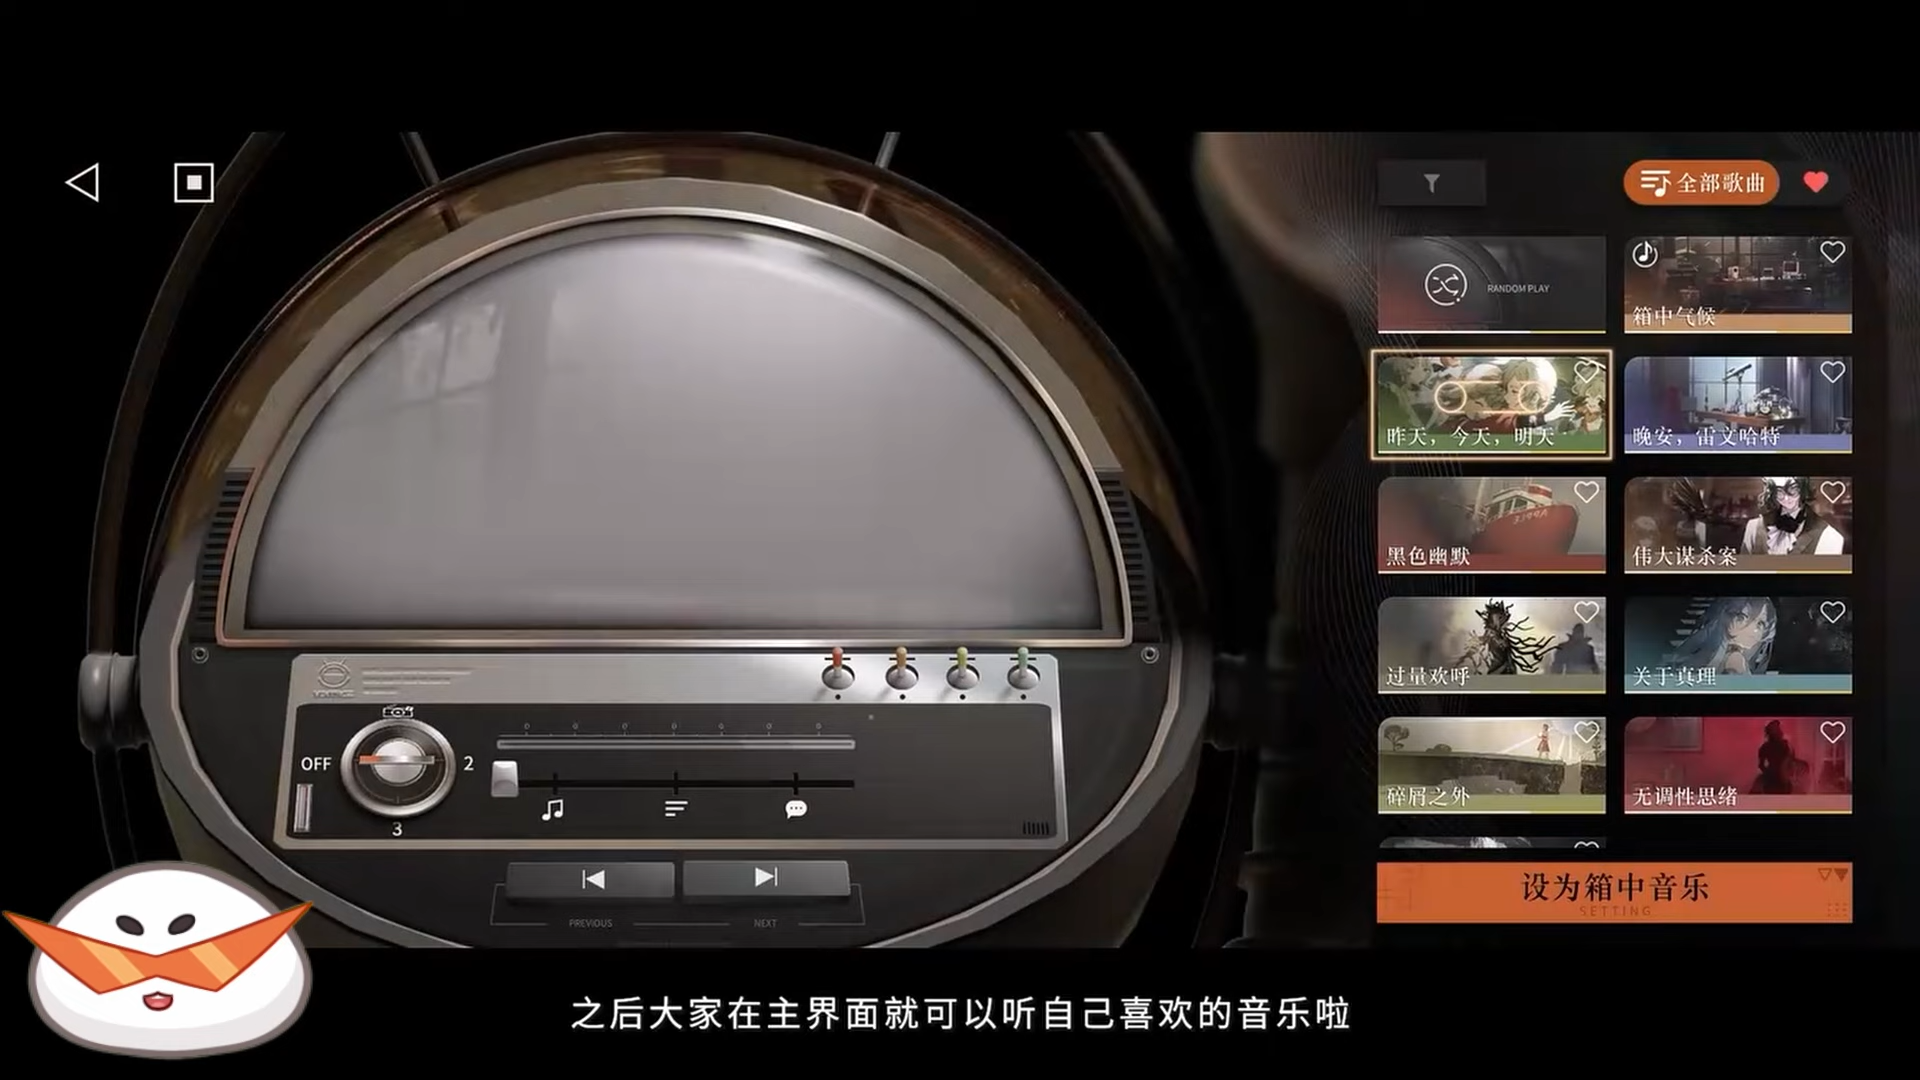 全部歌曲
RANDOM PLAY
箱中气候
昨天，今天，明天
晚安，雷文哈特
APPLE
黑色幽默
伟大谋杀案
过量欢呼
关于真理
碎屑之外
无调性思绪
设为箱中音乐
SETTING
OFF
2
3
PREVIOUS
NEXT
之后大家在主界面就可以听自己喜欢的音乐啦